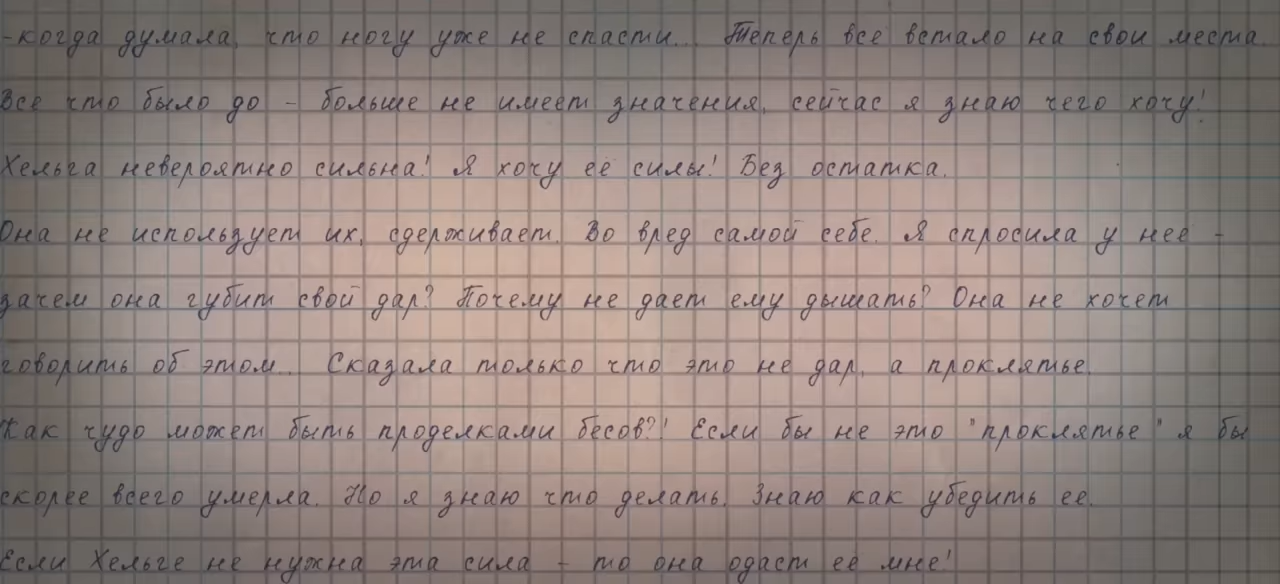 -когда думала, что ногу уже не спасти... Теперь все встало на свои места.
Все что было до - больше не имеет значения, сейчас я знаю чего хочу!
Хельга невероятно сильна! Я хочу её силы! Без остатка.
Она не использует их, сдерживает. Во вред самой себе. Я спросила у неё -
зачем она губит свой дар? Почему не дает ему дышать? Она не хочет
говорить об этом.. Сказала только что это не дар, а проклятье.
Как чудо может быть проделками бесов?! Если бы не это "проклятье" я бы
скорее всего умерла. Но я знаю что делать. Знаю как убедить ее.
Если Хельге не нужна эта сила - то она одаст её мне!